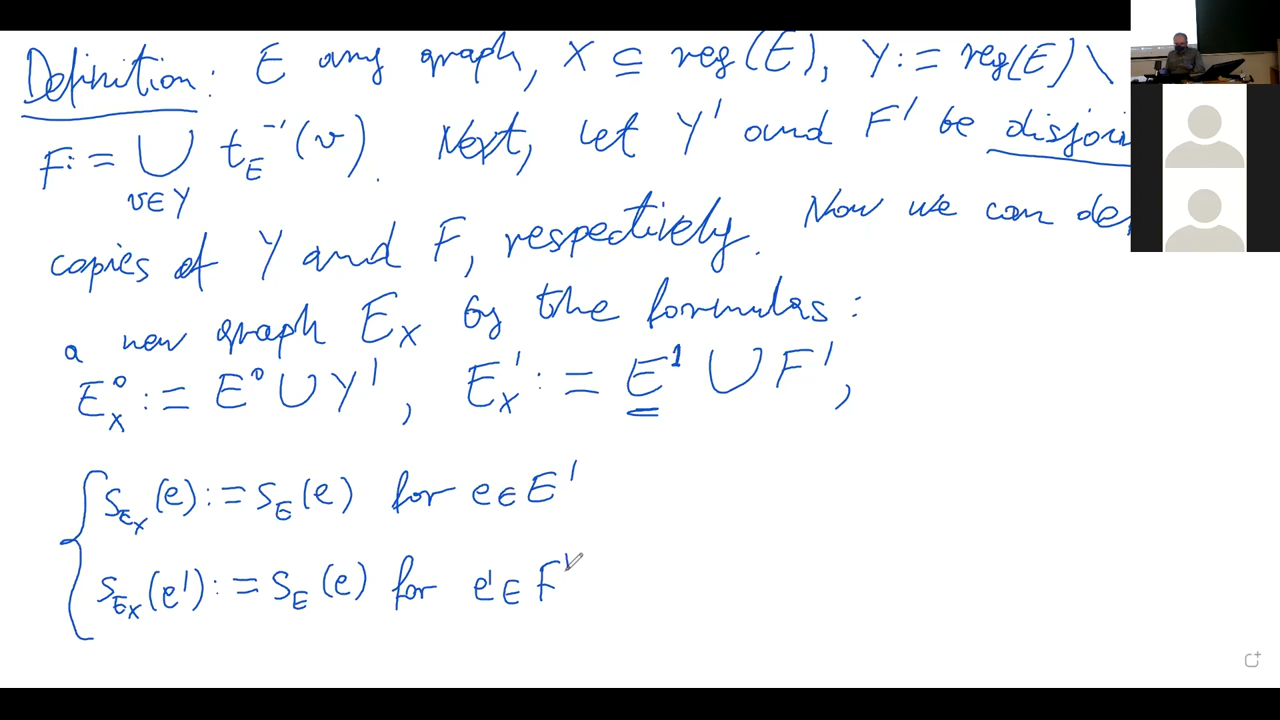 Definition: E any graph, X ⊆ reg(E), Y := reg(E) \
F := ⋃_{v∈Y} t_E^{-1}(v). Next, let Y' and F' be
copies of Y and F, respectively. Now we can
a new graph E_X by the formulas:
E_X^0 := E^0 ∪ Y', E_X^1 := E^1 ∪ F',
{ s_{E_X}(e) := s_E(e) for e ∈ E^1
s_{E_X}(e') := s_E(e) for e' ∈ F'